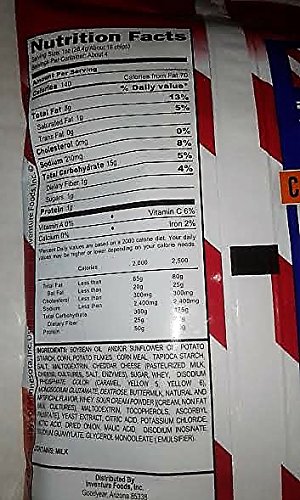 Nutrition Facts
Serving Size: 1oz (28.4g/About 18 chips)
Servings Per Container: About 4
Amount Per Serving
Calories 140 Calories from Fat 70
% Daily Value*
Total Fat 8g 13%
Saturated Fat 1g 5%
Trans Fat 0g
Cholesterol 0mg 0%
Sodium 210mg 8%
Total Carbohydrate 15g 5%
Dietary Fiber 1g 4%
Sugars 1g
Protein 1g
Vitamin A 0% • Vitamin C 6%
Calcium 0% • Iron 2%
*Percent Daily Values are based on a 2000 calorie diet. Your daily
values may be higher or lower depending on your calorie needs.
Calories 2,000 2,500
Total Fat Less than 65g 80g
Sat Fat Less than 20g 25g
Cholesterol Less than 300mg 300mg
Sodium Less than 2,400mg 2,400mg
Total Carbohydrate 300g 375g
Dietary Fiber 25g
Protein 50g
INGREDIENTS: SOYBEAN OIL, AND/OR SUNFLOWER OIL, POTATO
STARCH, CORN, POTATO FLAKES, CORN MEAL, TAPIOCA STARCH,
SALT, MALTODEXTRIN, CHEDDAR CHEESE (PASTEURIZED MILK,
CHEESE CULTURES, SALT, ENZYMES), SUGAR, WHEY, DISODIUM
PHOSPHATE, COLOR (CARAMEL, YELLOW 5, YELLOW 6),
MONOSODIUM GLUTAMATE, DEXTROSE, BUTTERMILK, NATURAL AND
ARTIFICIAL FLAVOR, WHEY, SOUR CREAM POWDER [(CREAM, NONFAT
MILK, CULTURES), MALTODEXTRIN, TOCOPHEROLS, ASCORBYL
PALMITATE], YEAST EXTRACT, CITRIC ACID, POTASSIUM CHLORIDE,
LACTIC ACID, DRIED ONION, MALIC ACID, DISODIUM INOSINATE,
DISODIUM GUANYLATE, GLYCEROL MONOOLEATE (EMULSIFIER).
CONTAINS: MILK
Distributed By
Inventure Foods, Inc.
Goodyear, Arizona 85338
Inventure Foods, Inc.